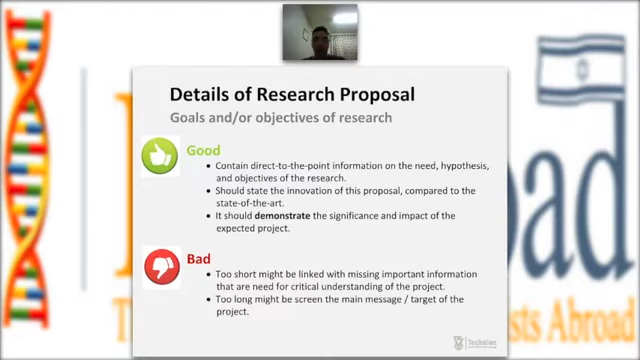 Details of Research Proposal
Goals and/or objectives of research
Good
• Contain direct-to-the-point information on the need, hypothesis,
and objectives of the research.
• Should state the innovation of this proposal, compared to the
state-of-the-art.
• It should demonstrate the significance and impact of the
expected project.
Bad
• Too short might be linked with missing important information
that are need for critical understanding of the project.
• Too long might be screen the main message / target of the
project.
Technion
ists Abroad